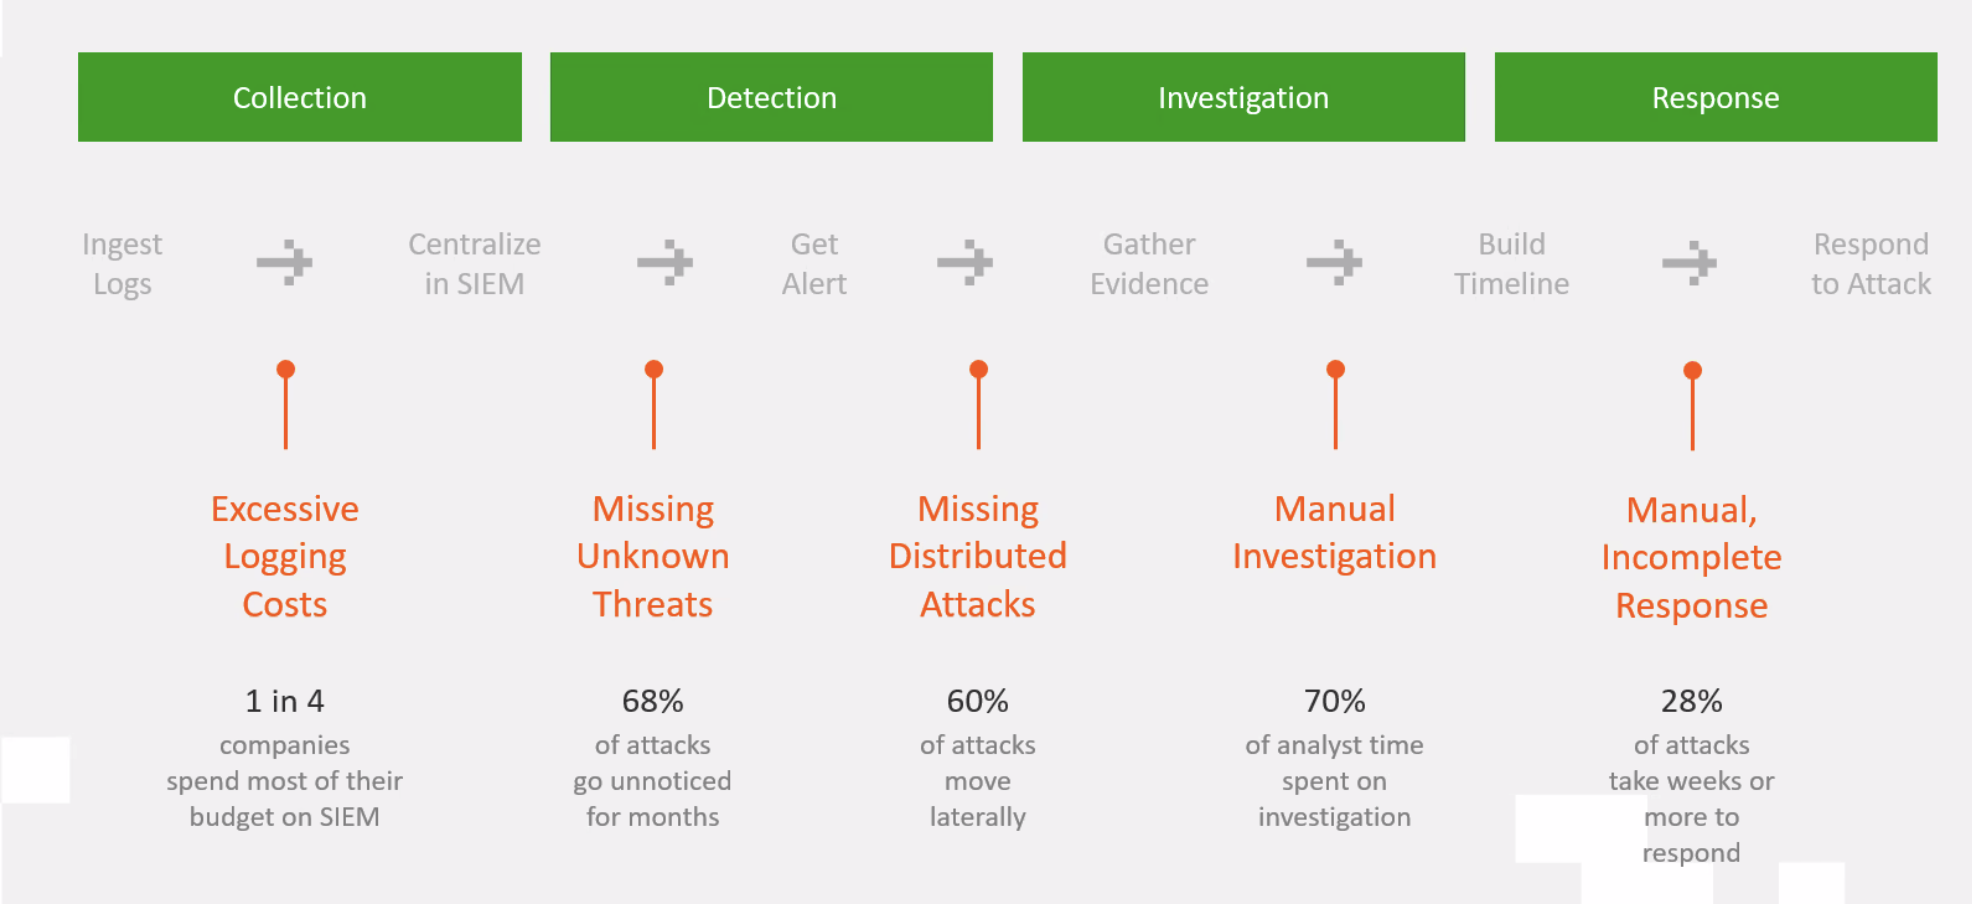 Collection
Detection
Investigation
Response
Ingest
Logs
Centralize
in SIEM
Get
Alert
Gather
Evidence
Build
Timeline
Respond
to Attack
Excessive
Logging
Costs
Missing
Unknown
Threats
Missing
Distributed
Attacks
Manual
Investigation
Manual,
Incomplete
Response
1 in 4
companies
spend most of their
budget on SIEM
68%
of attacks
go unnoticed
for months
60%
of attacks
move
laterally
70%
of analyst time
spent on
investigation
28%
of attacks
take weeks or
more to
respond